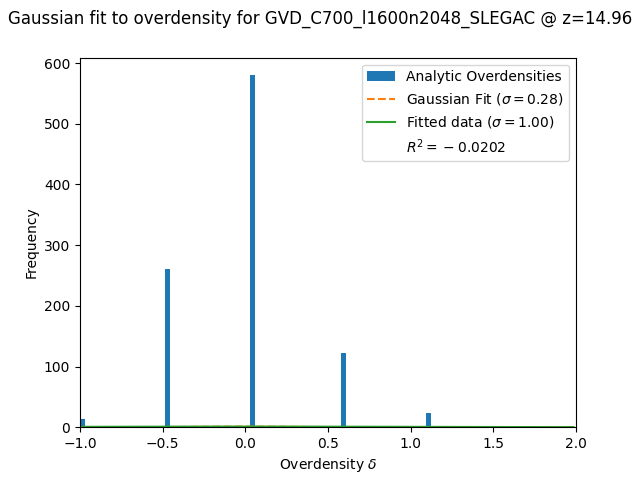 Gaussian fit to overdensity for GVD_C700_l1600n2048_SLEGAC @ z=14.96
600
500
400
300
200
100
0
Frequency
Analytic Overdensities
Gaussian Fit (σ = 0.28)
Fitted data (σ = 1.00)
R² = −0.0202
−1.0 −0.5 0.0 0.5 1.0 1.5 2.0
Overdensity δ